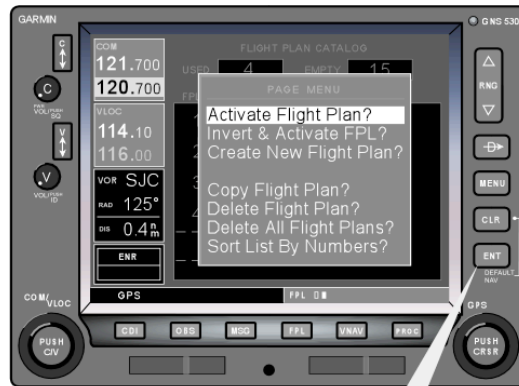 GARMIN
GNS 530
COM
121.700
120.700
VLOC
114.10
116.00
VOR SJC
RAD 125°
DIS 0.4 nm
ENR
GPS
FLIGHT PLAN CATALOG
USED 4 EMPTY 15
FPL
PAGE MENU
Activate Flight Plan?
Invert & Activate FPL?
Create New Flight Plan?
Copy Flight Plan?
Delete Flight Plan?
Delete All Flight Plans?
Sort List By Numbers?
FPL
C
C
PWR
VOL/PUSH
SQ
V
V
VOL/PUSH
ID
COM/VLOC
PUSH
C/V
CDI
OBS
MSG
FPL
VNAV
PROC
RNG
D
MENU
CLR
ENT
DEFAULT
NAV
GPS
PUSH
CRSR